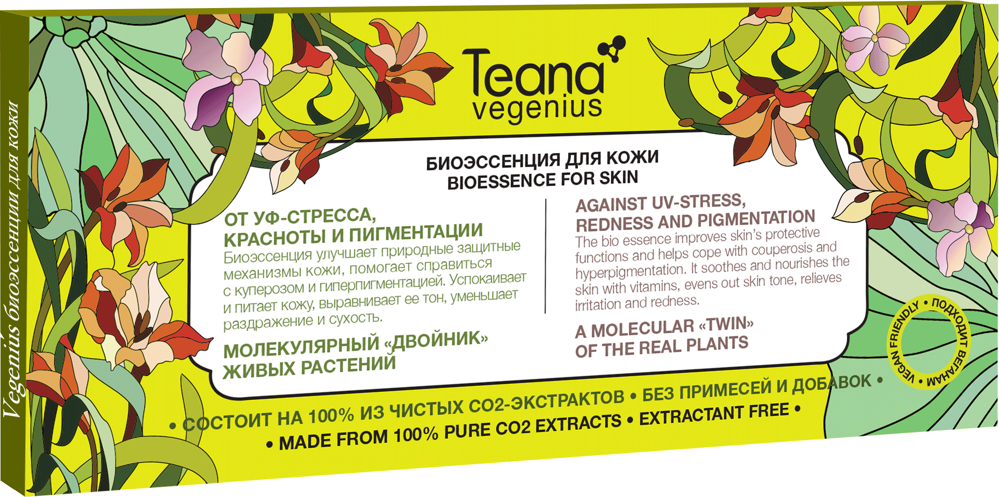 Teana
vegenius
БИОЭССЕНЦИЯ ДЛЯ КОЖИ
BIOESSENCE FOR SKIN
ОТ УФ-СТРЕССА,
КРАСНОТЫ И ПИГМЕНТАЦИИ
Биоэссенция улучшает природные защитные
механизмы кожи, помогает справиться
с куперозом и гиперпигментацией. Успокаивает
и питает кожу, выравнивает ее тон, уменьшает
раздражение и сухость.
МОЛЕКУЛЯРНЫЙ «ДВОЙНИК»
ЖИВЫХ РАСТЕНИЙ
AGAINST UV-STRESS,
REDNESS AND PIGMENTATION
The bio essence improves skin's protective
functions and helps cope with couperosis and
hyperpigmentation. It soothes and nourishes the
skin with vitamins, evens out skin tone, relieves
irritation and redness.
A MOLECULAR «TWIN»
OF THE REAL PLANTS
• СОСТОИТ НА 100% ИЗ ЧИСТЫХ СО2-ЭКСТРАКТОВ • БЕЗ ПРИМЕСЕЙ И ДОБАВОК •
• MADE FROM 100% PURE CO2 EXTRACTS • EXTRACTANT FREE •
VEGAN FRIENDLY • ПОДХОДИТ ВЕГАНАМ •
Vegenius биоэссенции для кожи